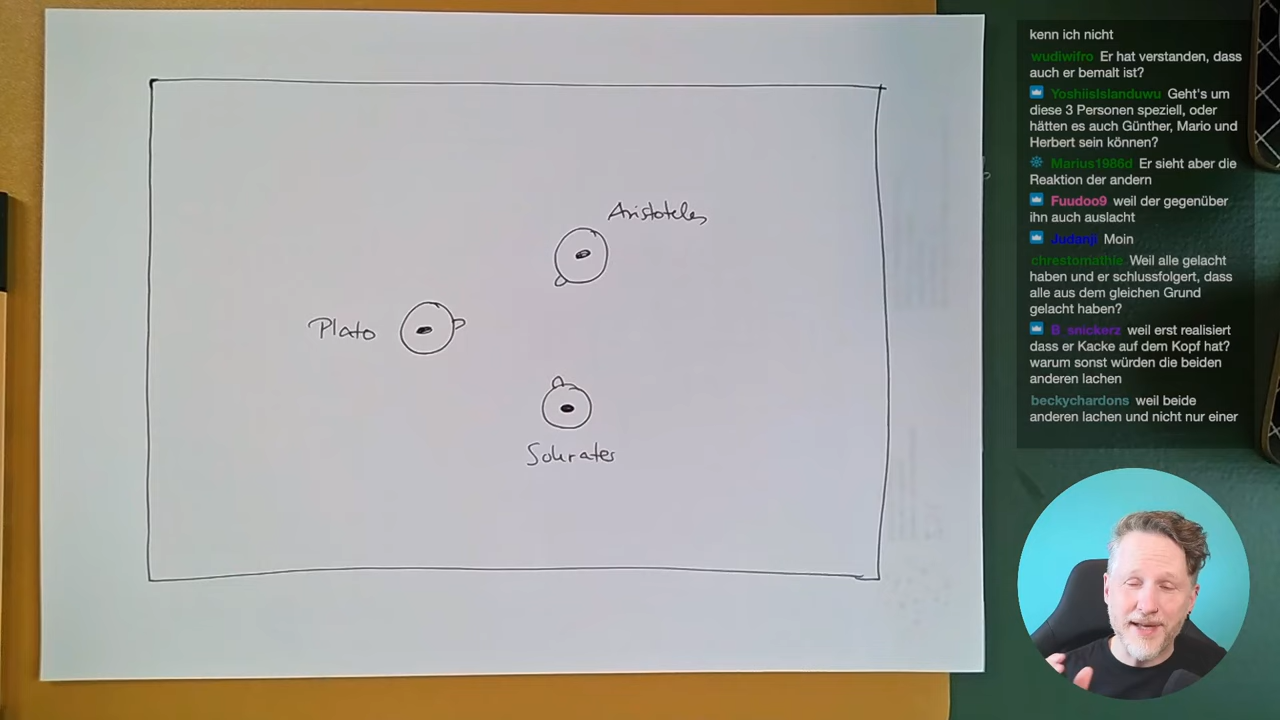 Aristoteles
Plato
Sokrates
kenn ich nicht
wudiwifro Er hat verstanden, dass
auch er bemalt ist?
YoshiisIslanduwu Geht's um
diese 3 Personen speziell, oder
hätten es auch Günther, Mario und
Herbert sein können?
Marius1986d Er sieht aber die
Reaktion der andern
Fuudoo9 weil der gegenüber
ihn auch auslacht
Judanji Moin
chrestomathie Weil alle gelacht
haben und er schlussfolgert, dass
alle aus dem gleichen Grund
gelacht haben?
B_snickerz weil erst realisiert
dass er Kacke auf dem Kopf hat?
warum sonst würden die beiden
anderen lachen
beckychardons weil beide
anderen lachen und nicht nur einer